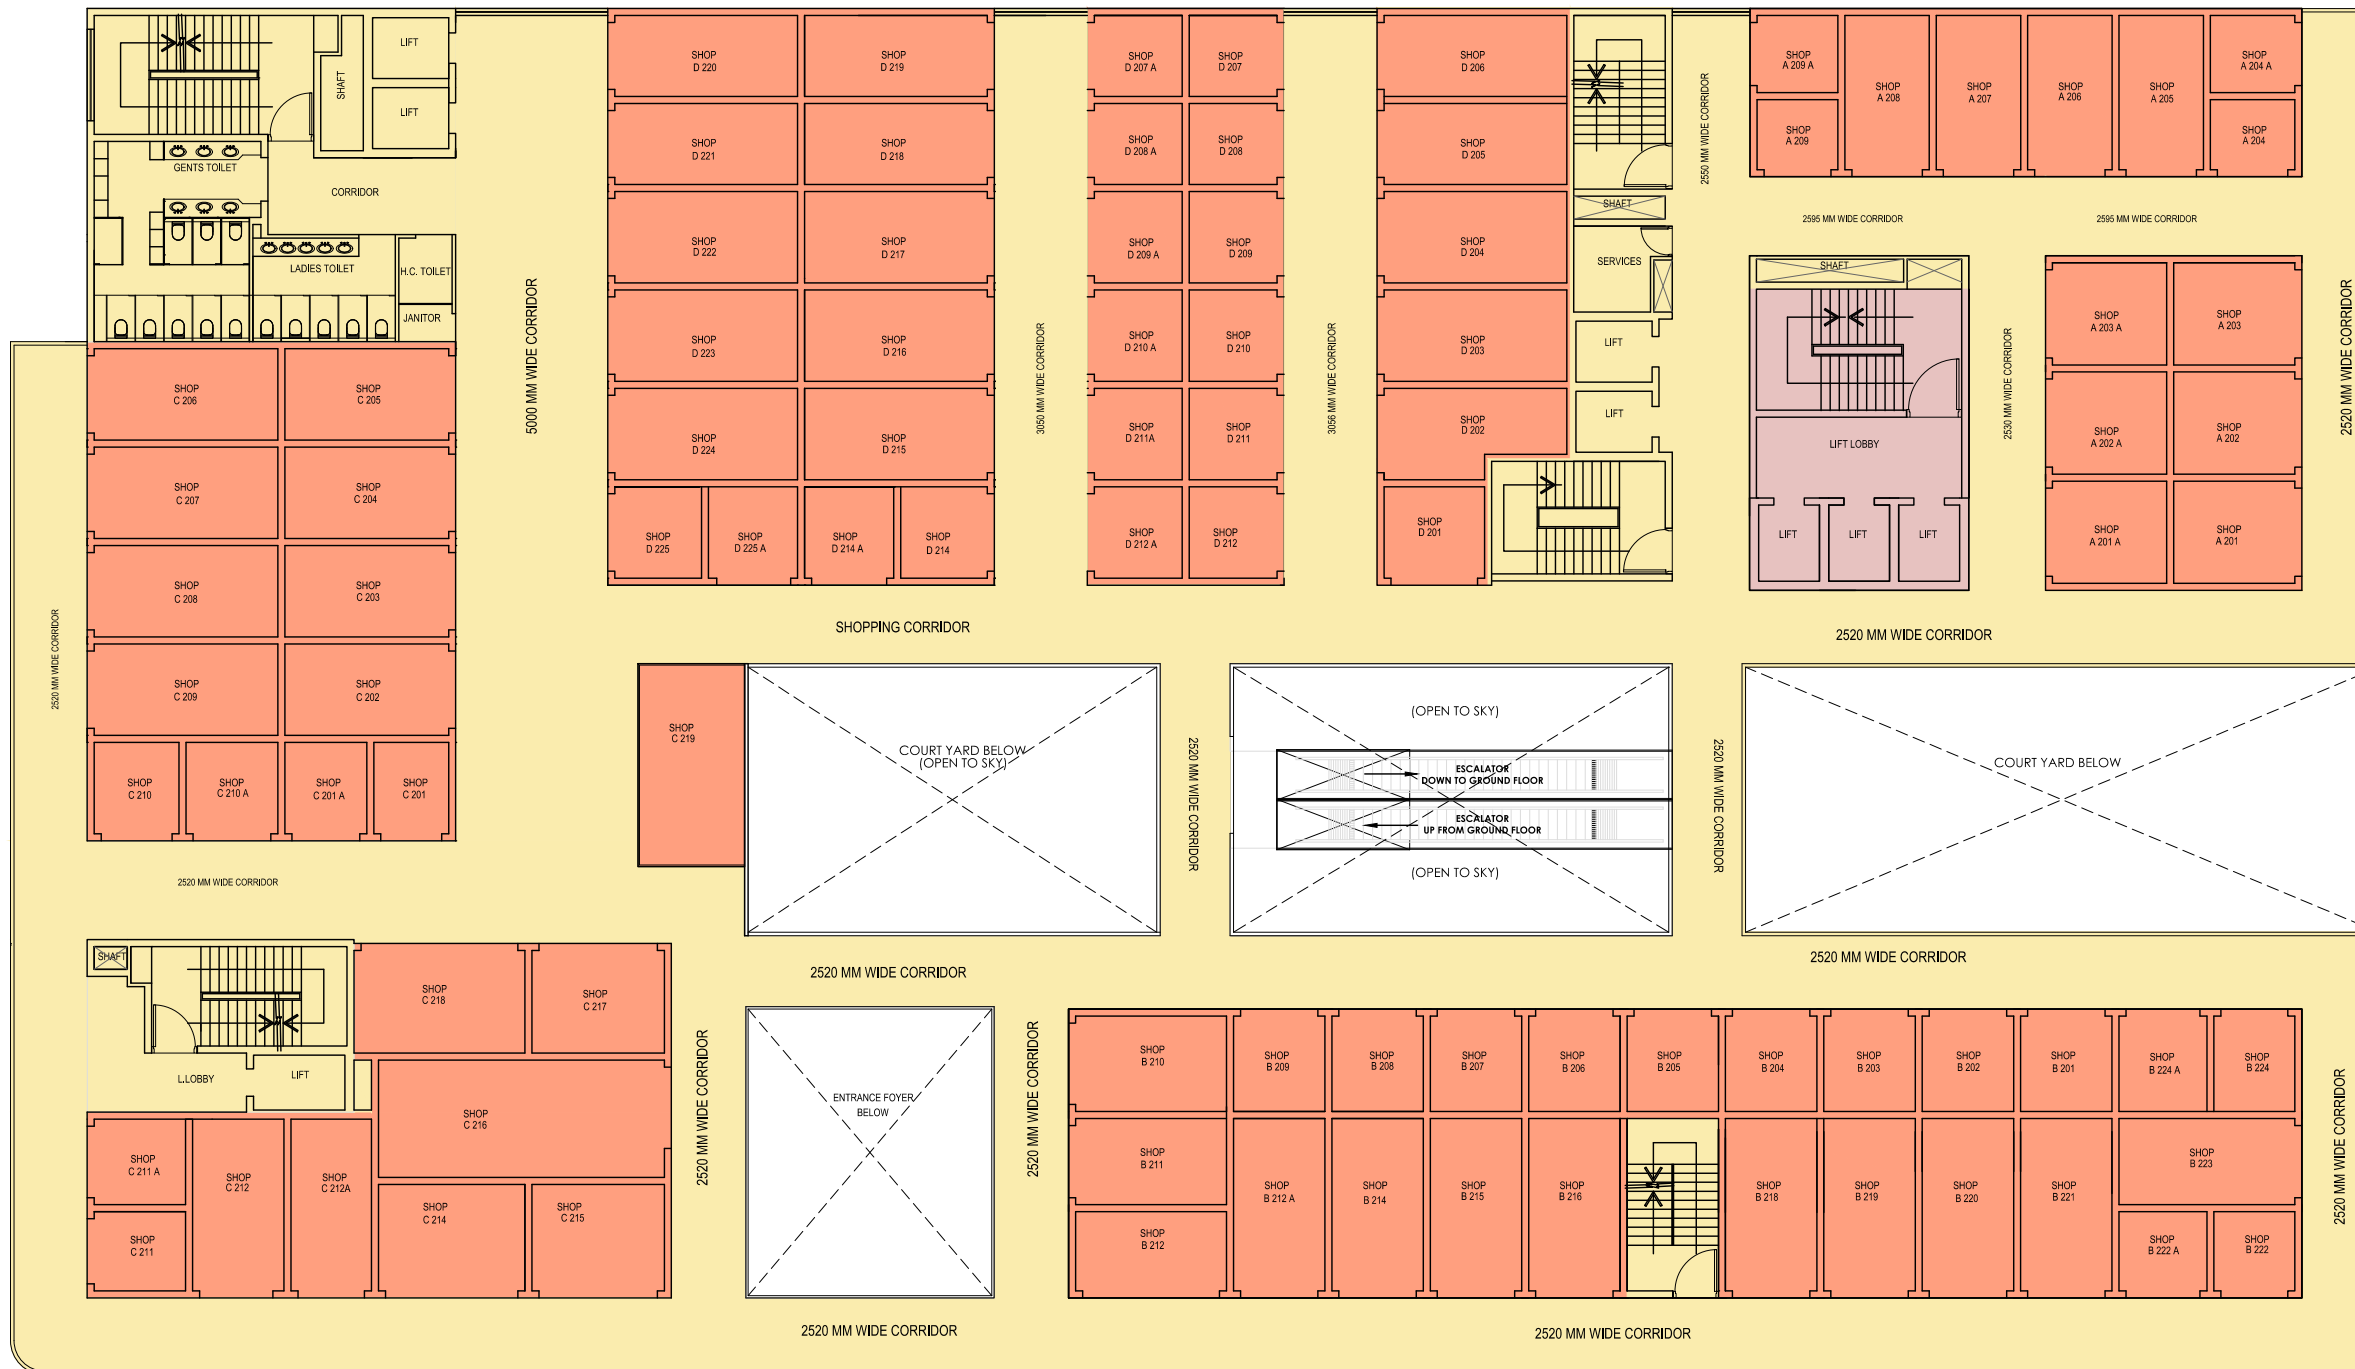 LIFT
LIFT
SHAFT
GENTS TOILET
CORRIDOR
LADIES TOILET
H.C. TOILET
JANITOR
SHOP
C 206
SHOP
C 205
SHOP
C 207
SHOP
C 204
SHOP
C 208
SHOP
C 203
SHOP
C 209
SHOP
C 202
SHOP
C 210
SHOP
C 210 A
SHOP
C 201 A
SHOP
C 201
2520 MM WIDE CORRIDOR
2520 MM WIDE CORRIDOR
5000 MM WIDE CORRIDOR
SHOP
D 220
SHOP
D 219
SHOP
D 221
SHOP
D 218
SHOP
D 222
SHOP
D 217
SHOP
D 223
SHOP
D 216
SHOP
D 224
SHOP
D 215
SHOP
D 225
SHOP
D 225 A
SHOP
D 214 A
SHOP
D 214
3050 MM WIDE CORRIDOR
SHOP
D 207 A
SHOP
D 207
SHOP
D 208 A
SHOP
D 208
SHOP
D 209 A
SHOP
D 209
SHOP
D 210 A
SHOP
D 210
SHOP
D 211A
SHOP
D 211
SHOP
D 212 A
SHOP
D 212
3056 MM WIDE CORRIDOR
SHOP
D 206
SHOP
D 205
SHOP
D 204
SHOP
D 203
SHOP
D 202
SHOP
D 201
SHAFT
SERVICES
LIFT
LIFT
2550 MM WIDE CORRIDOR
SHOP
A 209 A
SHOP
A 209
SHOP
A 208
SHOP
A 207
SHOP
A 206
SHOP
A 205
SHOP
A 204 A
SHOP
A 204
2595 MM WIDE CORRIDOR
2595 MM WIDE CORRIDOR
SHAFT
LIFT LOBBY
LIFT
LIFT
LIFT
2530 MM WIDE CORRIDOR
SHOP
A 203 A
SHOP
A 203
SHOP
A 202 A
SHOP
A 202
SHOP
A 201 A
SHOP
A 201
2520 MM WIDE CORRIDOR
SHOPPING CORRIDOR
2520 MM WIDE CORRIDOR
SHOP
C 219
COURT YARD BELOW
(OPEN TO SKY)
2520 MM WIDE CORRIDOR
(OPEN TO SKY)
ESCALATOR
DOWN TO GROUND FLOOR
ESCALATOR
UP FROM GROUND FLOOR
(OPEN TO SKY)
2520 MM WIDE CORRIDOR
COURT YARD BELOW
2520 MM WIDE CORRIDOR
2520 MM WIDE CORRIDOR
SHAFT
L.LOBBY
LIFT
SHOP
C 218
SHOP
C 217
SHOP
C 216
SHOP
C 211 A
SHOP
C 211
SHOP
C 212
SHOP
C 212A
SHOP
C 214
SHOP
C 215
2520 MM WIDE CORRIDOR
ENTRANCE FOYER
BELOW
2520 MM WIDE CORRIDOR
SHOP
B 210
SHOP
B 209
SHOP
B 208
SHOP
B 207
SHOP
B 206
SHOP
B 205
SHOP
B 204
SHOP
B 203
SHOP
B 202
SHOP
B 201
SHOP
B 224 A
SHOP
B 224
SHOP
B 211
SHOP
B 212
SHOP
B 212 A
SHOP
B 214
SHOP
B 215
SHOP
B 216
SHOP
B 218
SHOP
B 219
SHOP
B 220
SHOP
B 221
SHOP
B 223
SHOP
B 222 A
SHOP
B 222
2520 MM WIDE CORRIDOR
2520 MM WIDE CORRIDOR
2520 MM WIDE CORRIDOR